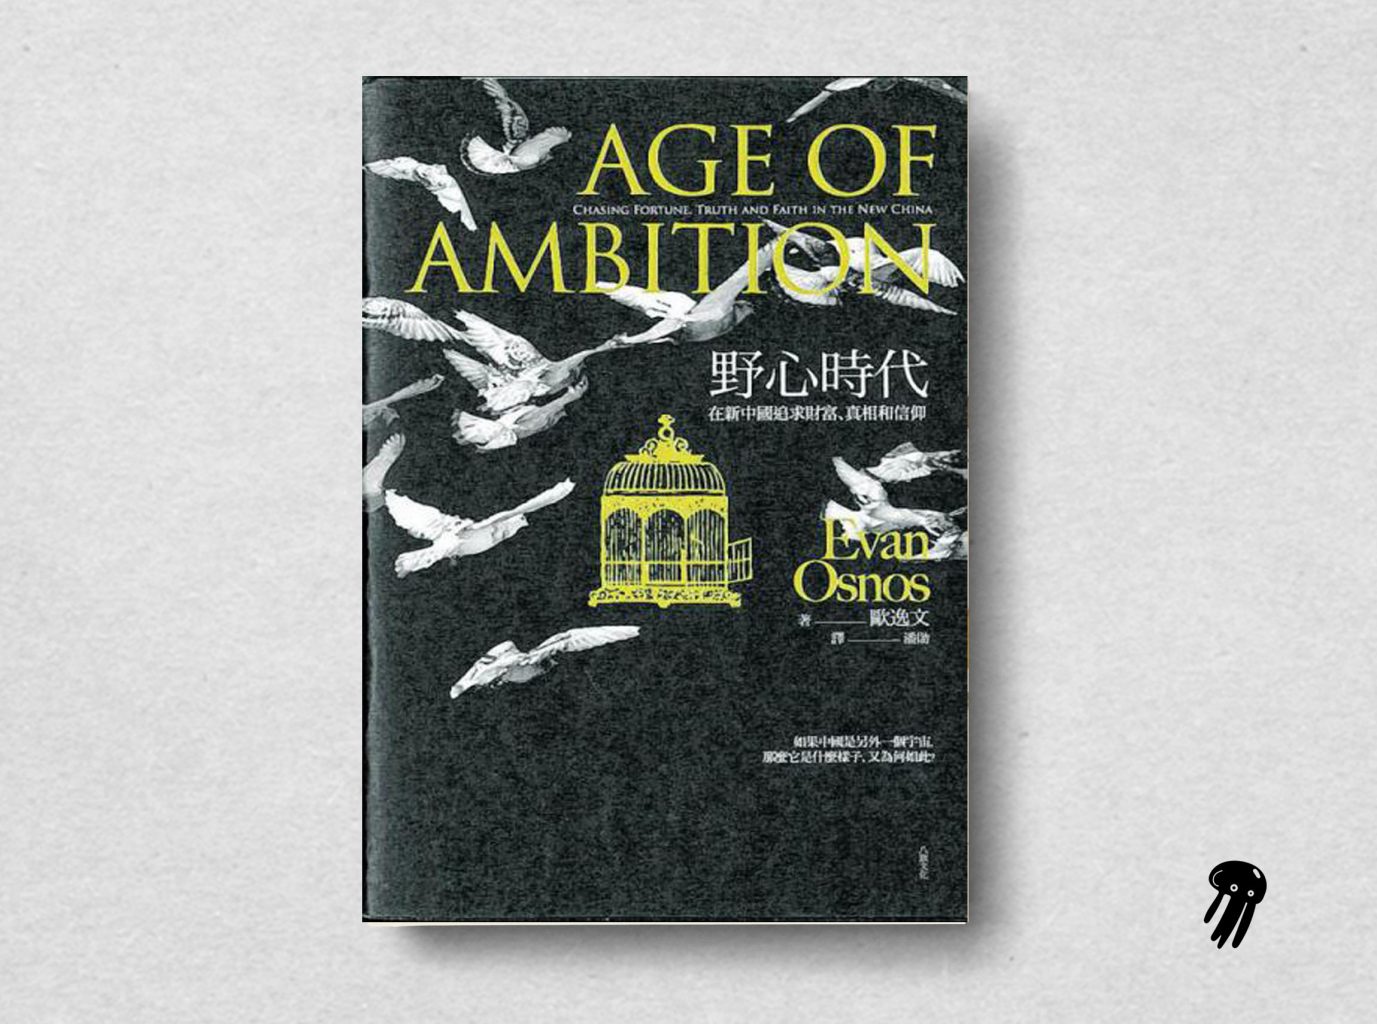 AGE OF
CHASING FORTUNE, TRUTH AND FAITH IN THE NEW CHINA
AMBITION
野心時代
在新中國追求財富、真相和信仰
Evan
Osnos
著 歐逸文
譯 潘勛
如果中國是另外一個宇宙,
那麼它是什麼樣子、又為何如此?
八旗文化